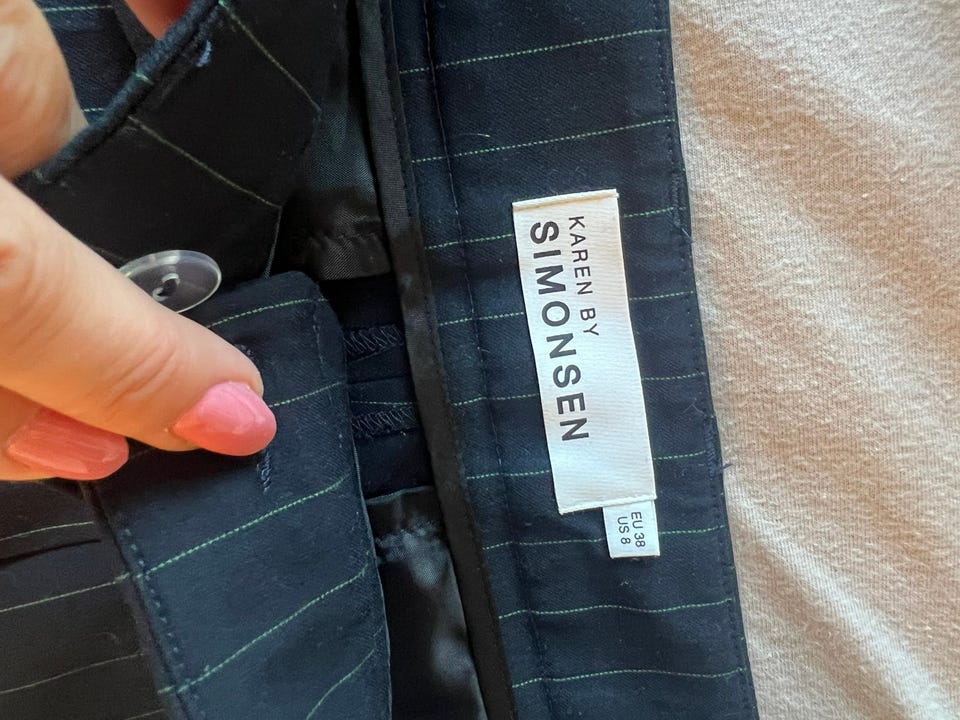 KAREN BY
SIMONSEN
EU 38
US 8